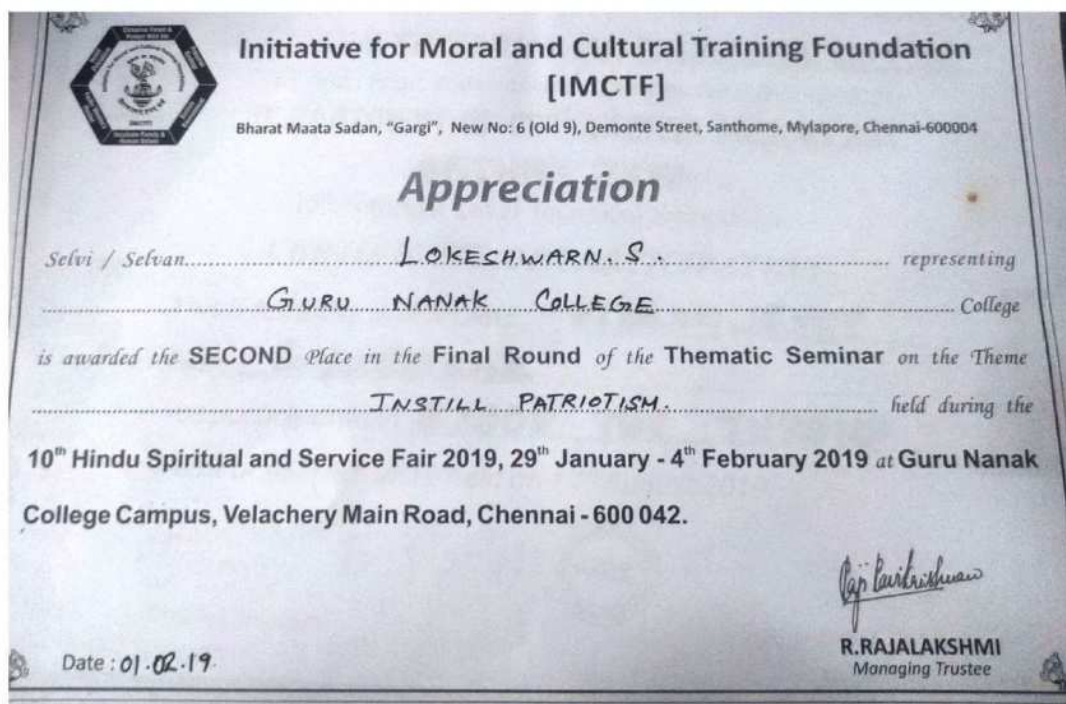 Initiative for Moral and Cultural Training Foundation
[IMCTF]
Bharat Maata Sadan, "Gargi", New No: 6 (Old 9), Demonte Street, Santhome, Mylapore, Chennai-600004
Appreciation
Selvi / Selvan LOKESHWARN. S. representing
GURU NANAK COLLEGE College
is awarded the SECOND Place in the Final Round of the Thematic Seminar on the Theme
INSTILL PATRIOTISM. held during the
10th Hindu Spiritual and Service Fair 2019, 29th January - 4th February 2019 at Guru Nanak
College Campus, Velachery Main Road, Chennai - 600 042.
R.RAJALAKSHMI
Managing Trustee
Date : 01.02.19